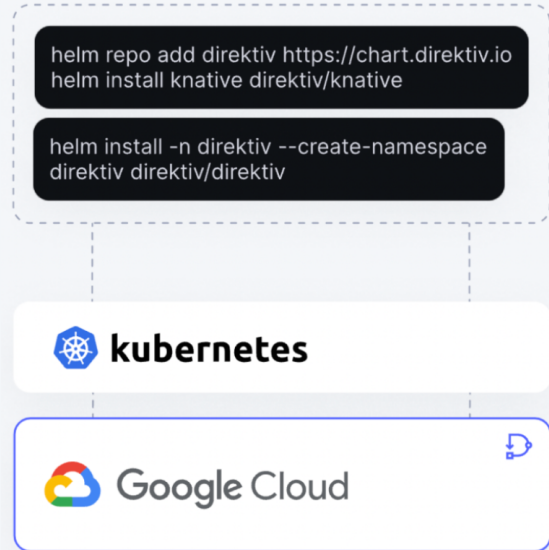 helm repo add direktiv https://chart.direktiv.io
helm install knative direktiv/knative
helm install -n direktiv --create-namespace
direktiv direktiv/direktiv
kubernetes
Google Cloud